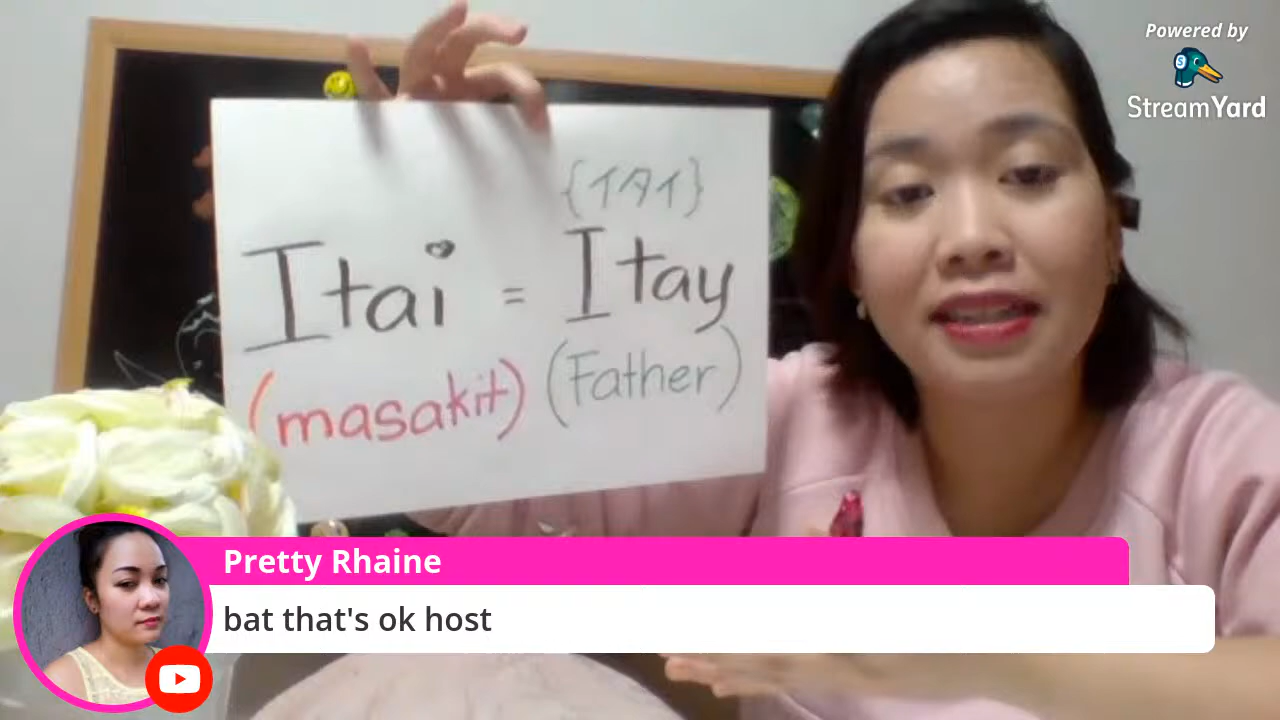 Powered by
StreamYard
{イタイ}
Itai = Itay
(masakit) (Father)
Pretty Rhaine
bat that's ok host